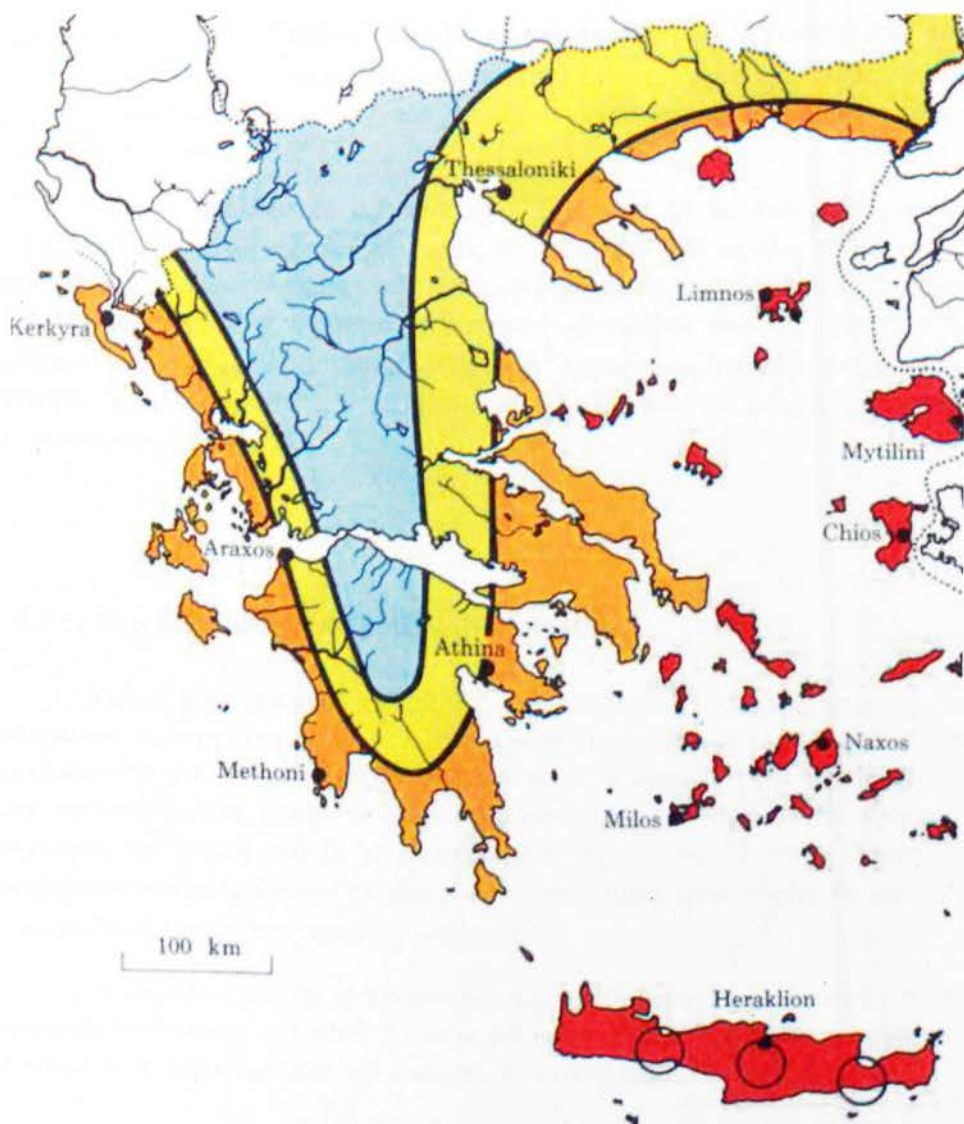 Thessaloniki
Limnos
Kerkyra
Mytilini
Chios
Araxos
Athina
Naxos
Methoni
Milos
100 km
Heraklion